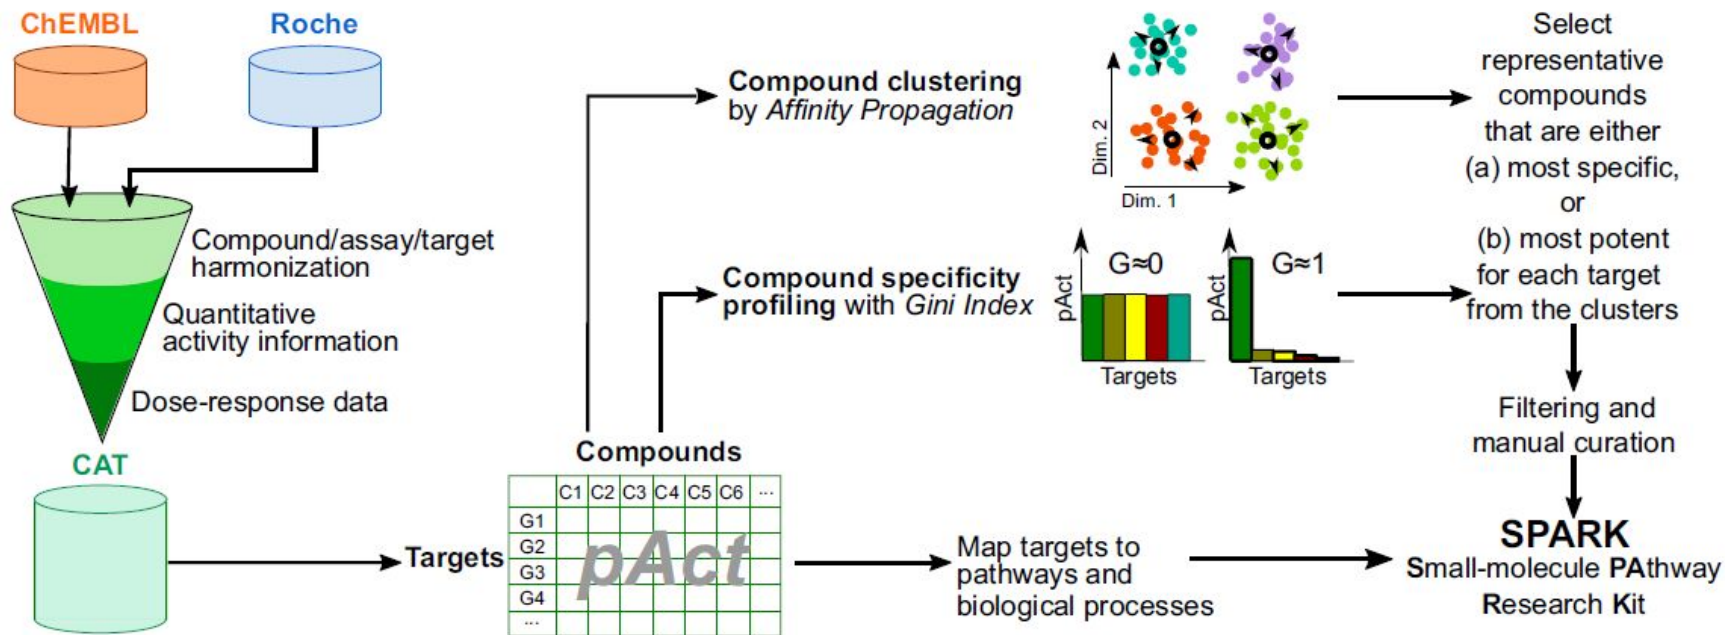 ChEMBL
Roche
Compound/assay/target
harmonization
Quantitative
activity information
Dose-response data
CAT
Compound clustering
by Affinity Propagation
Dim. 2
Dim. 1
Compound specificity
profiling with Gini Index
pAct
G≈0
Targets
pAct
G≈1
Targets
Select
representative
compounds
that are either
(a) most specific,
or
(b) most potent
for each target
from the clusters
Filtering and
manual curation
Compounds
C1 C2 C3 C4 C5 C6 ...
Targets
G1
G2
G3
G4
...
pAct
Map targets to
pathways and
biological processes
SPARK
Small-molecule PAthway
Research Kit